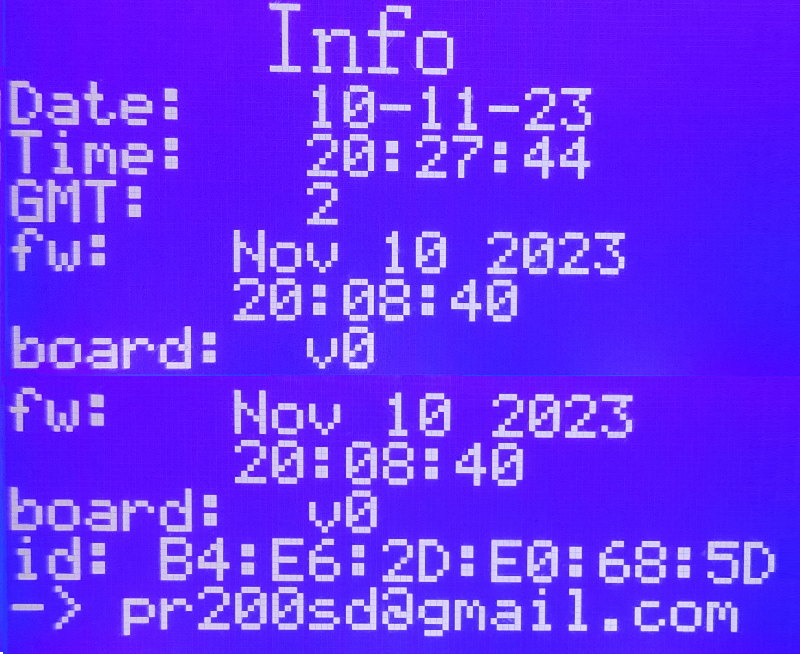 Info
Date: 10-11-23
Time: 20:27:44
GMT: 2
fw: Nov 10 2023
20:08:40
board: v0
fw: Nov 10 2023
20:08:40
board: v0
id: B4:E6:2D:E0:68:5D
-> pr200sd@gmail.com